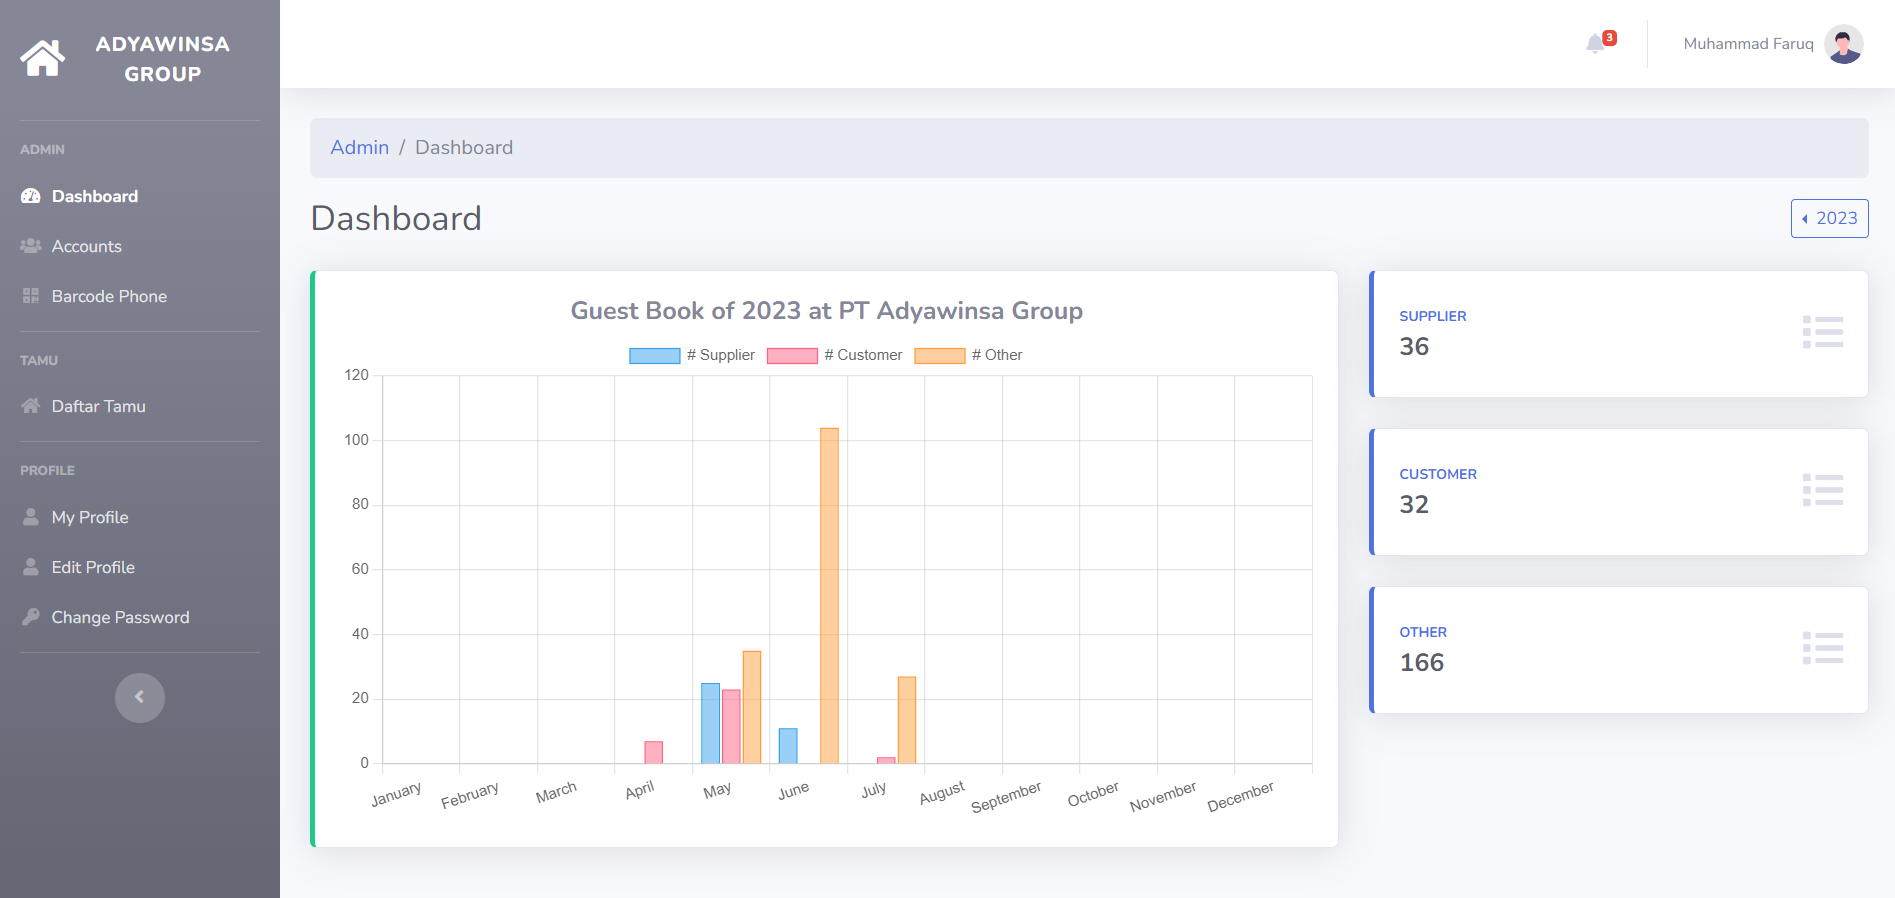 ADYAWINSA
GROUP
ADMIN
Dashboard
Accounts
Barcode Phone
TAMU
Daftar Tamu
PROFILE
My Profile
Edit Profile
Change Password
3
Muhammad Faruq
Admin / Dashboard
Dashboard
2023
Guest Book of 2023 at PT Adyawinsa Group
# Supplier # Customer # Other
120
100
80
60
40
20
0
January February March April May June July August September October November December
SUPPLIER
36
CUSTOMER
32
OTHER
166